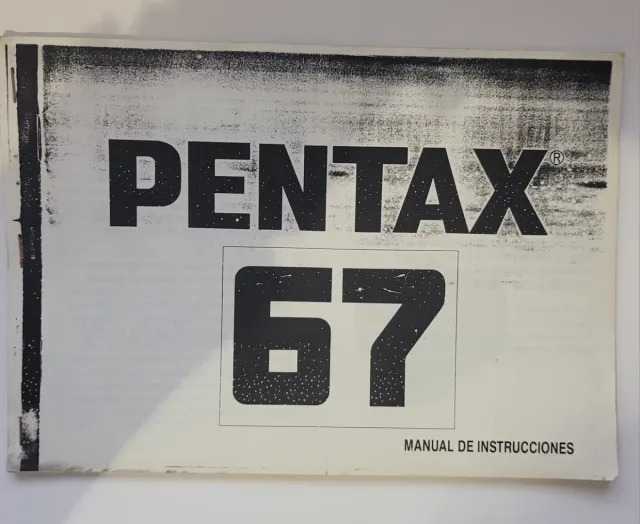 PENTAX®
67
MANUAL DE INSTRUCCIONES